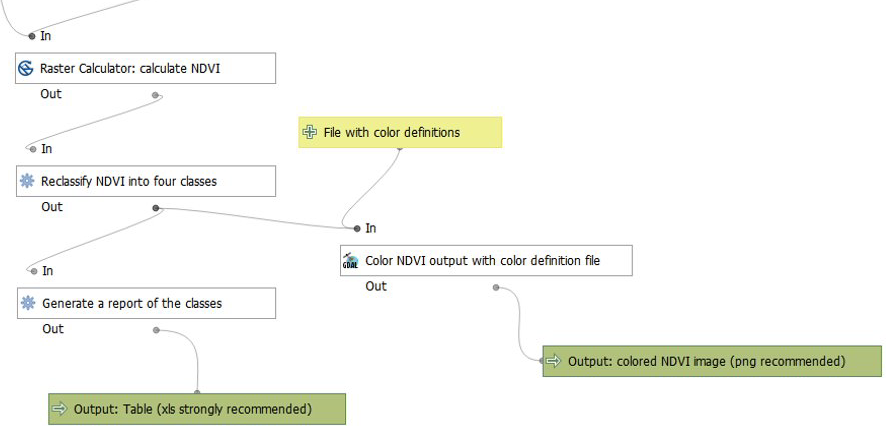 In
Raster Calculator: calculate NDVI
Out
File with color definitions
In
Reclassify NDVI into four classes
Out
In
GDAL
Color NDVI output with color definition file
Out
In
Generate a report of the classes
Out
Output: colored NDVI image (png recommended)
Output: Table (xls strongly recommended)